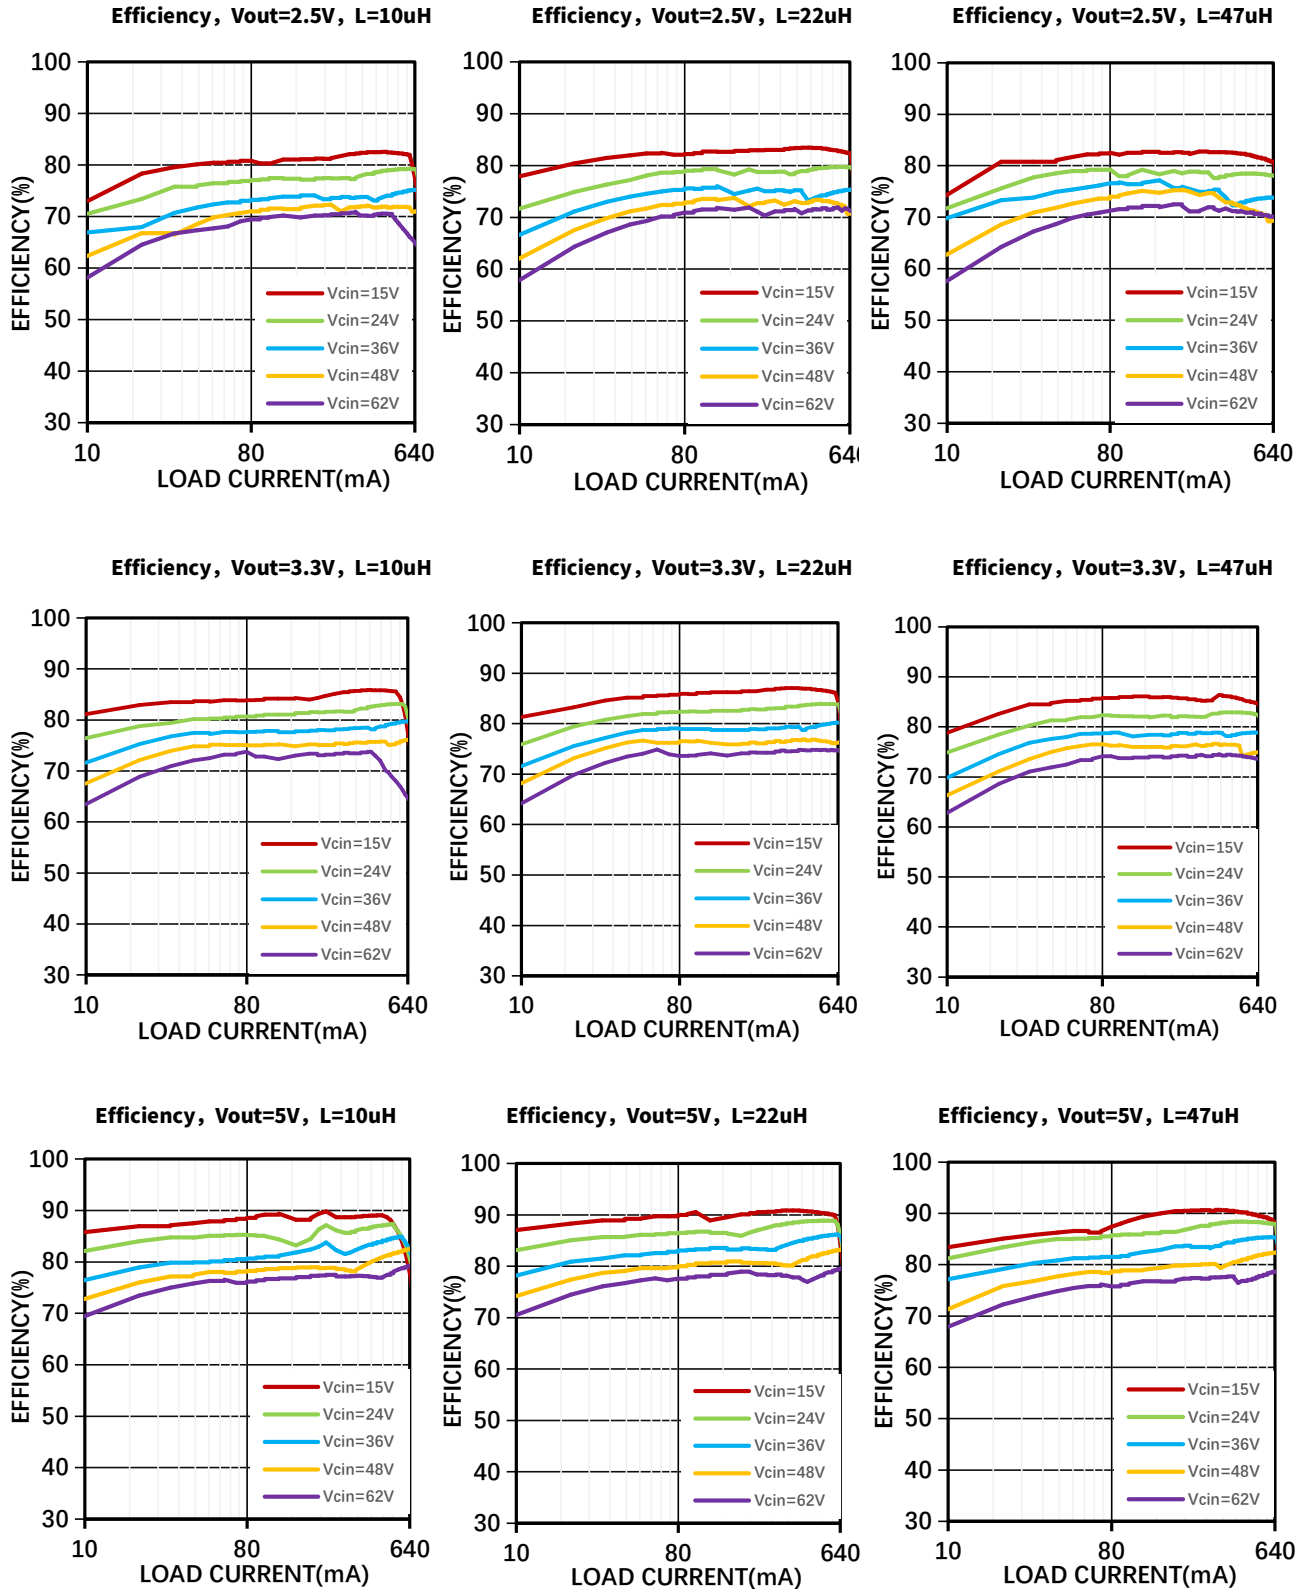 Efficiency, Vout=2.5V, L=10uH
100
90
80
70
60
50
40
30
EFFICIENCY(%)
Vcin=15V
Vcin=24V
Vcin=36V
Vcin=48V
Vcin=62V
10
80
640
LOAD CURRENT(mA)
Efficiency, Vout=2.5V, L=22uH
100
90
80
70
60
50
40
30
EFFICIENCY(%)
Vcin=15V
Vcin=24V
Vcin=36V
Vcin=48V
Vcin=62V
10
80
640
LOAD CURRENT(mA)
Efficiency, Vout=2.5V, L=47uH
100
90
80
70
60
50
40
30
EFFICIENCY(%)
Vcin=15V
Vcin=24V
Vcin=36V
Vcin=48V
Vcin=62V
10
80
640
LOAD CURRENT(mA)
Efficiency, Vout=3.3V, L=10uH
100
90
80
70
60
50
40
30
EFFICIENCY(%)
Vcin=15V
Vcin=24V
Vcin=36V
Vcin=48V
Vcin=62V
10
80
640
LOAD CURRENT(mA)
Efficiency, Vout=3.3V, L=22uH
100
90
80
70
60
50
40
30
EFFICIENCY(%)
Vcin=15V
Vcin=24V
Vcin=36V
Vcin=48V
Vcin=62V
10
80
640
LOAD CURRENT(mA)
Efficiency, Vout=3.3V, L=47uH
100
90
80
70
60
50
40
30
EFFICIENCY(%)
Vcin=15V
Vcin=24V
Vcin=36V
Vcin=48V
Vcin=62V
10
80
640
LOAD CURRENT(mA)
Efficiency, Vout=5V, L=10uH
100
90
80
70
60
50
40
30
EFFICIENCY(%)
Vcin=15V
Vcin=24V
Vcin=36V
Vcin=48V
Vcin=62V
10
80
640
LOAD CURRENT(mA)
Efficiency, Vout=5V, L=22uH
100
90
80
70
60
50
40
30
EFFICIENCY(%)
Vcin=15V
Vcin=24V
Vcin=36V
Vcin=48V
Vcin=62V
10
80
640
LOAD CURRENT(mA)
Efficiency, Vout=5V, L=47uH
100
90
80
70
60
50
40
30
EFFICIENCY(%)
Vcin=15V
Vcin=24V
Vcin=36V
Vcin=48V
Vcin=62V
10
80
640
LOAD CURRENT(mA)